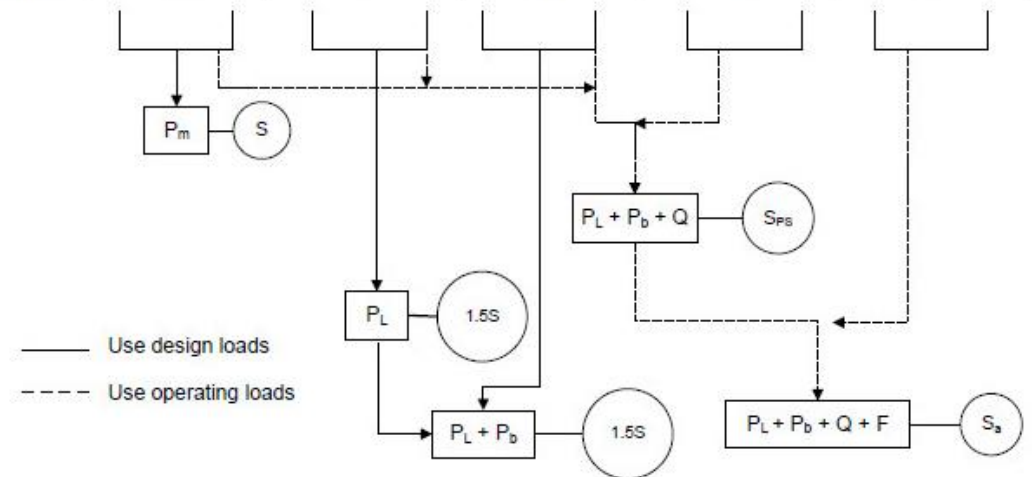 Pm
S
PL + Pb + Q
SPS
PL
1.5S
Use design loads
Use operating loads
PL + Pb
1.5S
PL + Pb + Q + F
Sa